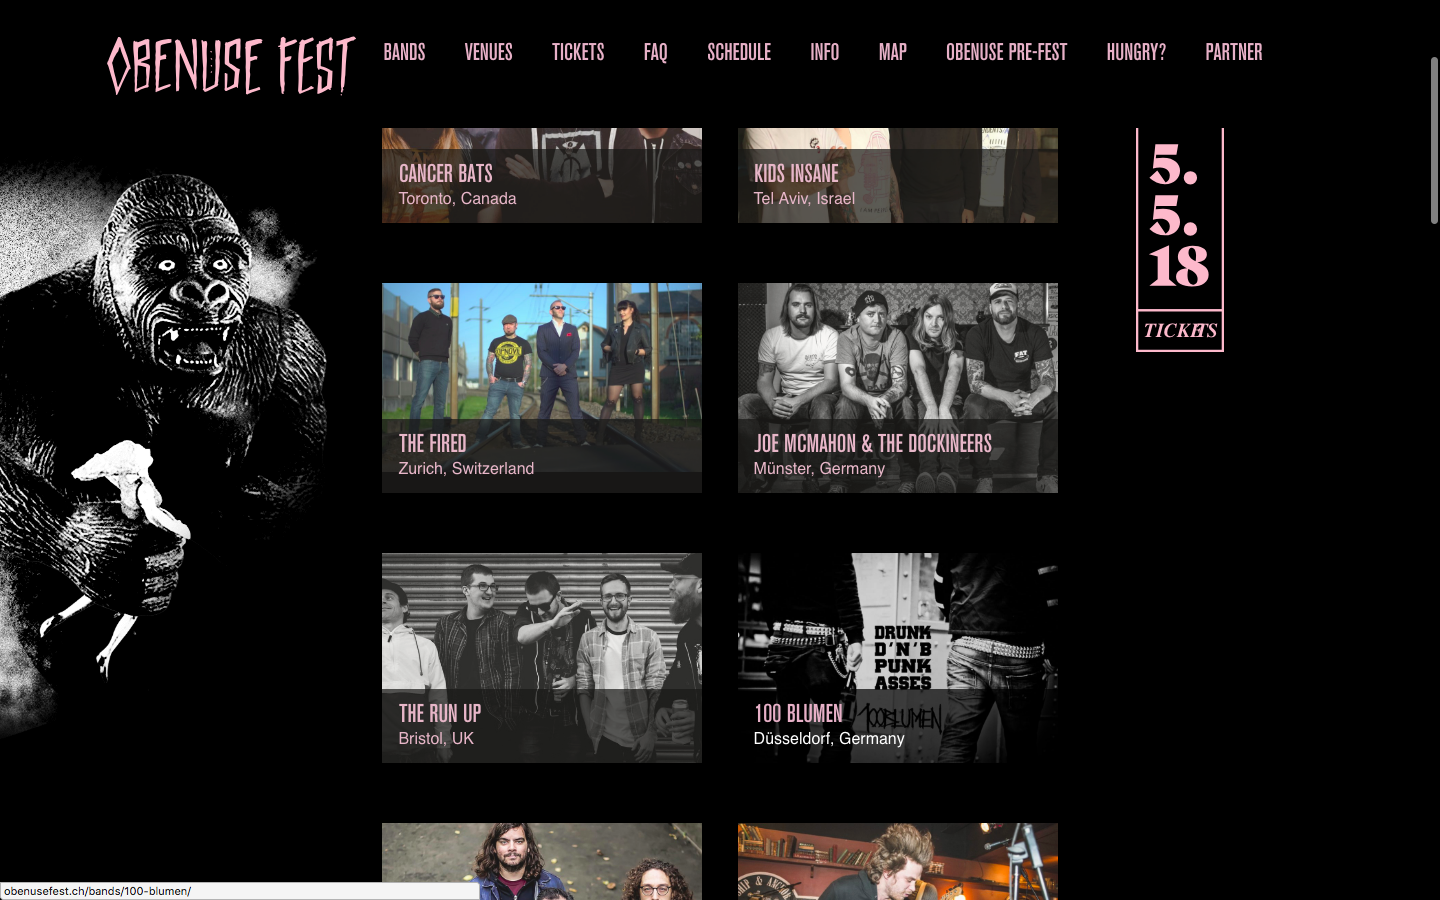 OBENUSE FEST
BANDS
VENUES
TICKETS
FAQ
SCHEDULE
INFO
MAP
OBENUSE PRE-FEST
HUNGRY?
PARTNER
CANCER BATS
Toronto, Canada
KIDS INSANE
Tel Aviv, Israel
5.
5.
18
TICKETS
THE FIRED
Zurich, Switzerland
JOE MCMAHON & THE DOCKINEERS
Münster, Germany
THE RUN UP
Bristol, UK
DRUNK
D'N'B
PUNK
ASSES
100BLUMEN
100 BLUMEN
Düsseldorf, Germany
obenusefest.ch/bands/100-blumen/